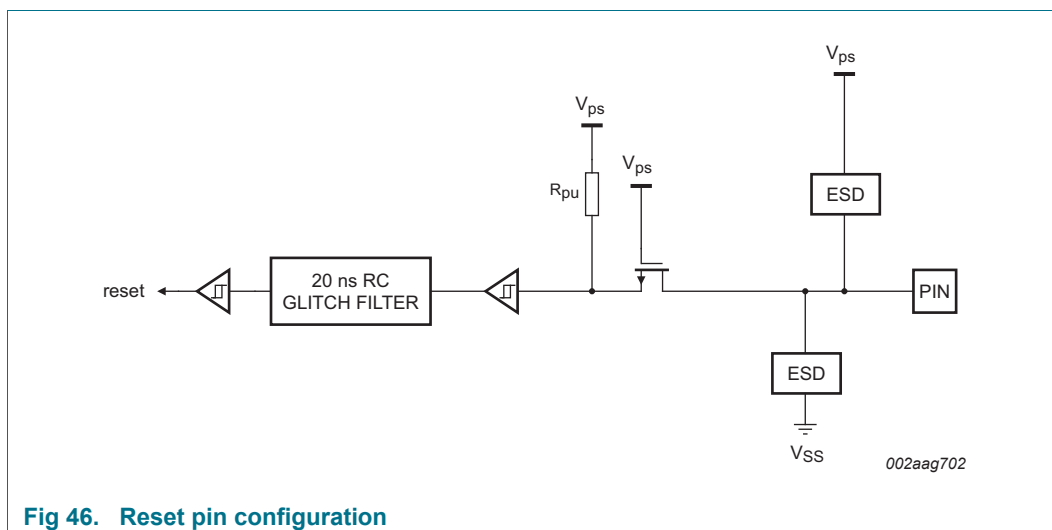 Vps
Vps
Vps
Rpu
ESD
reset
20 ns RC
GLITCH FILTER
PIN
ESD
VSS
002aag702
Fig 46. Reset pin configuration